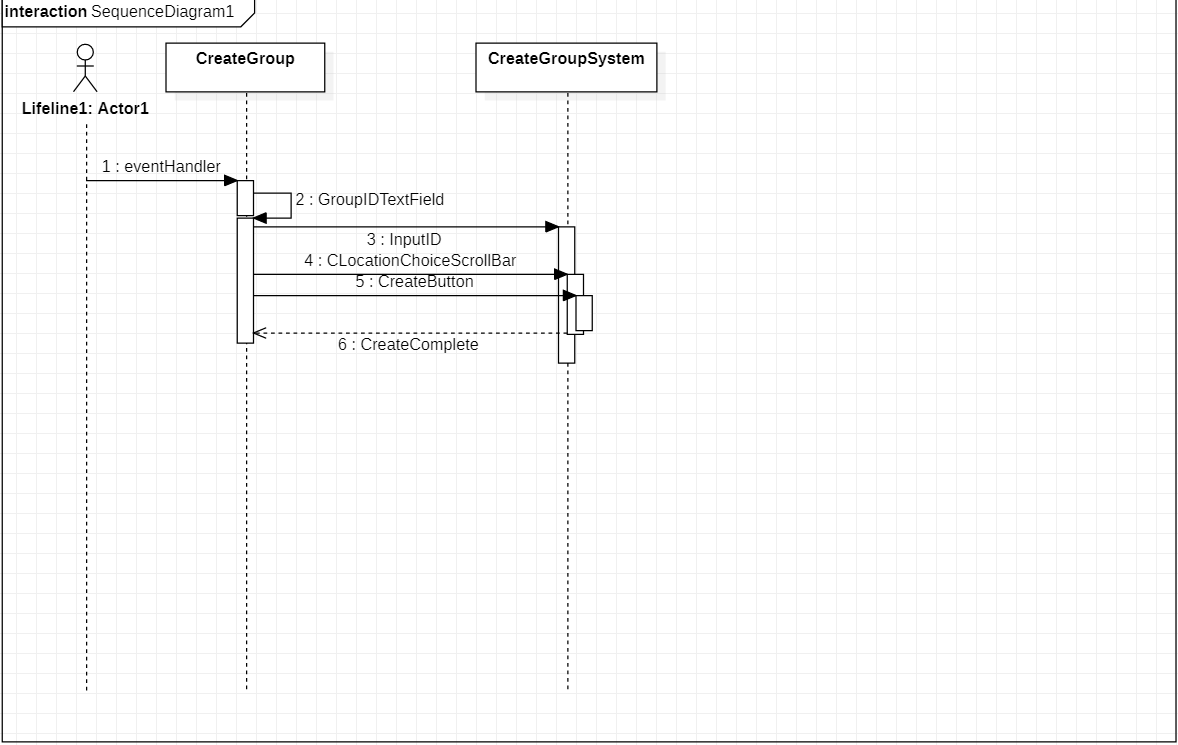 interaction SequenceDiagram1
CreateGroup
CreateGroupSystem
Lifeline1: Actor1
1 : eventHandler
2 : GroupIDTextField
3 : InputID
4 : CLocationChoiceScrollBar
5 : CreateButton
6 : CreateComplete